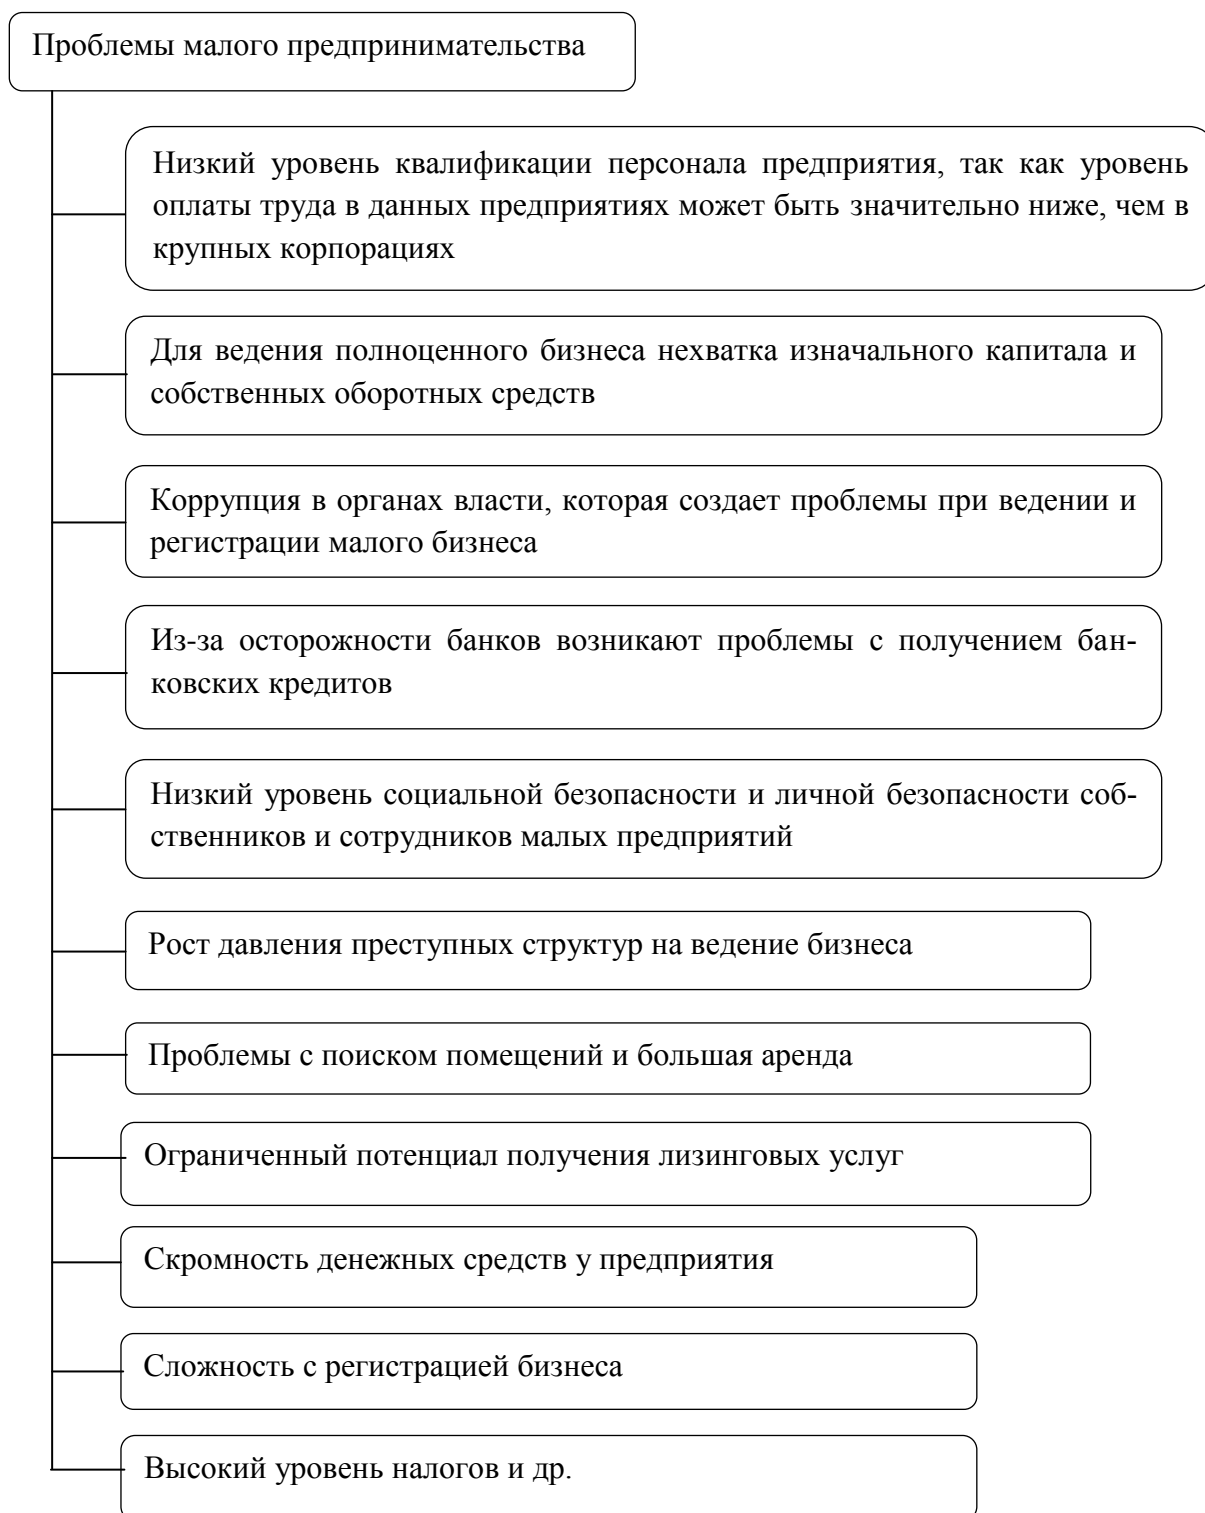 Проблемы малого предпринимательства
Низкий уровень квалификации персонала предприятия, так как уровень
оплаты труда в данных предприятиях может быть значительно ниже, чем в
крупных корпорациях
Для ведения полноценного бизнеса нехватка изначального капитала и
собственных оборотных средств
Коррупция в органах власти, которая создает проблемы при ведении и
регистрации малого бизнеса
Из-за осторожности банков возникают проблемы с получением бан-
ковских кредитов
Низкий уровень социальной безопасности и личной безопасности соб-
ственников и сотрудников малых предприятий
Рост давления преступных структур на ведение бизнеса
Проблемы с поиском помещений и большая аренда
Ограниченный потенциал получения лизинговых услуг
Скромность денежных средств у предприятия
Сложность с регистрацией бизнеса
Высокий уровень налогов и др.